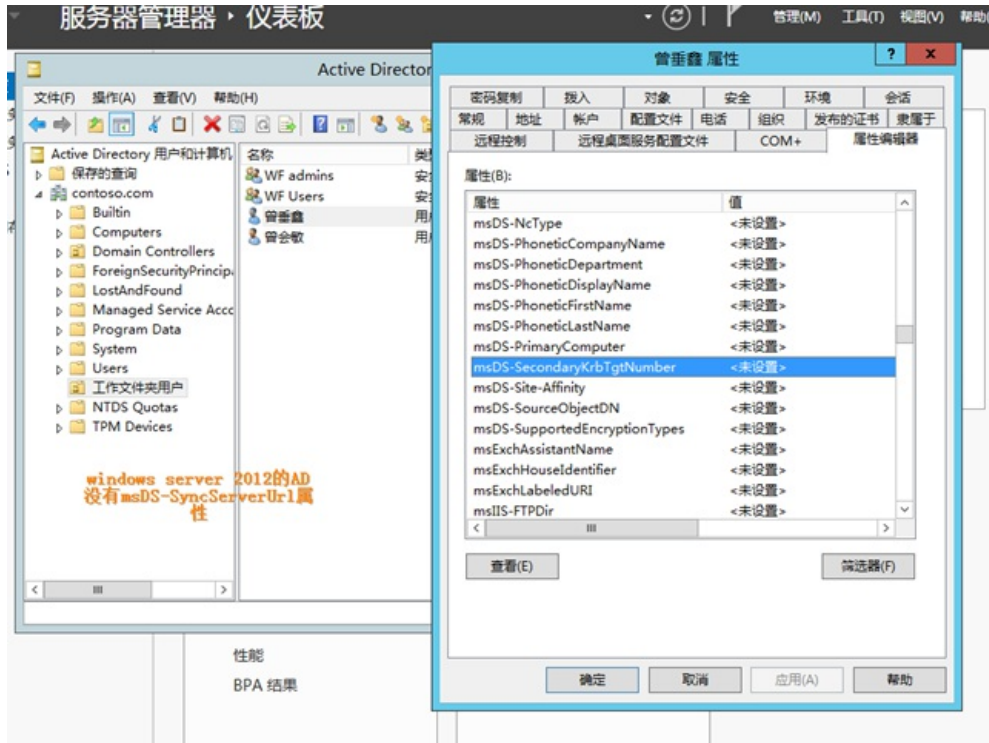 服务器管理器 · 仪表板
管理(M) 工具(T) 视图(V) 帮助(
Active Director
文件(F) 操作(A) 查看(V) 帮助(H)
Active Directory 用户和计算机
保存的查询
contoso.com
Builtin
Computers
Domain Controllers
ForeignSecurityPrincip
LostAndFound
Managed Service Acco
Program Data
System
Users
工作文件夹用户
NTDS Quotas
TPM Devices
名称
WF admins 安
WF Users 安
曾垂鑫 用
曾会敏 用
windows server 2012的AD
没有msDS-SyncServerUrl属
性
性能
BPA 结果
曾垂鑫 属性
? x
密码复制 拨入 对象 安全 环境 会话
常规 地址 帐户 配置文件 电话 组织 发布的证书 隶属于
远程控制 远程桌面服务配置文件 COM+ 属性编辑器
属性(B):
属性 值
msDS-NcType <未设置>
msDS-PhoneticCompanyName <未设置>
msDS-PhoneticDepartment <未设置>
msDS-PhoneticDisplayName <未设置>
msDS-PhoneticFirstName <未设置>
msDS-PhoneticLastName <未设置>
msDS-PrimaryComputer <未设置>
msDS-SecondaryKrbTgtNumber <未设置>
msDS-Site-Affinity <未设置>
msDS-SourceObjectDN <未设置>
msDS-SupportedEncryptionTypes <未设置>
msExchAssistantName <未设置>
msExchHouseIdentifier <未设置>
msExchLabeledURI <未设置>
msIIS-FTPDir <未设置>
查看(E) 筛选器(F)
确定 取消 应用(A) 帮助